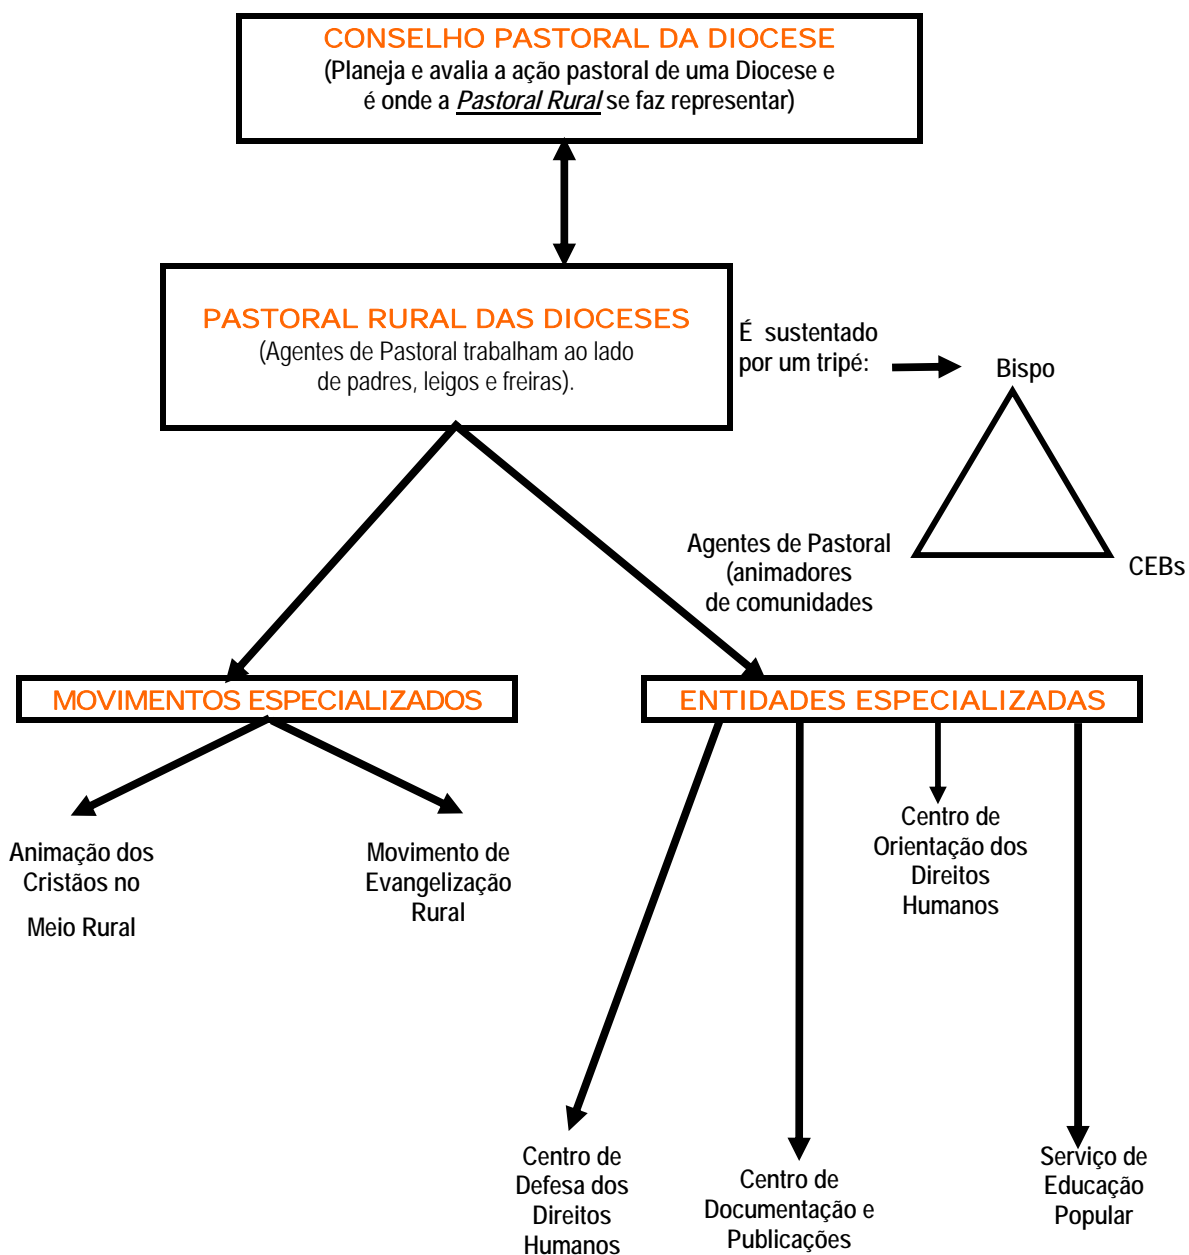 CONSELHO PASTORAL DA DIOCESE
(Planeja e avalia a ação pastoral de uma Diocese e
é onde a Pastoral Rural se faz representar)
PASTORAL RURAL DAS DIOCESES
(Agentes de Pastoral trabalham ao lado
de padres, leigos e freiras).
É sustentado
por um tripé:
Bispo
Agentes de Pastoral
(animadores
de comunidades
CEBs
MOVIMENTOS ESPECIALIZADOS
ENTIDADES ESPECIALIZADAS
Animação dos
Cristãos no
Meio Rural
Movimento de
Evangelização
Rural
Centro de
Orientação dos
Direitos
Humanos
Centro de
Defesa dos
Direitos
Humanos
Centro de
Documentação e
Publicações
Serviço de
Educação
Popular